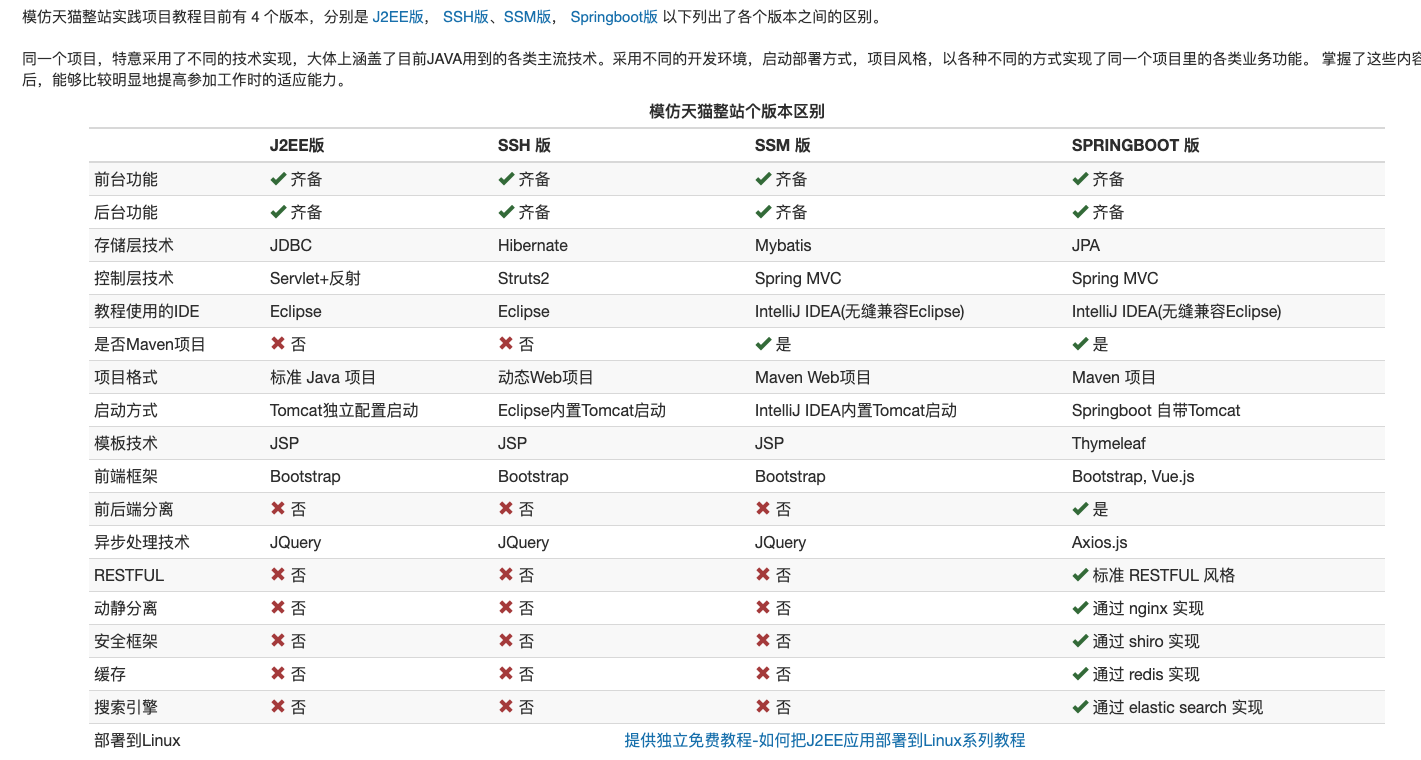 模仿天猫整站实践项目教程目前有 4 个版本，分别是 J2EE版， SSH版、SSM版， Springboot版 以下列出了各个版本之间的区别。
同一个项目，特意采用了不同的技术实现，大体上涵盖了目前JAVA用到的各类主流技术。采用不同的开发环境，启动部署方式，项目风格，以各种不同的方式实现了同一个项目里的各类业务功能。 掌握了这些内容
后，能够比较明显地提高参加工作时的适应能力。
模仿天猫整站个版本区别
J2EE版 SSH 版 SSM 版 SPRINGBOOT 版
前台功能 ✔ 齐备 ✔ 齐备 ✔ 齐备 ✔ 齐备
后台功能 ✔ 齐备 ✔ 齐备 ✔ 齐备 ✔ 齐备
存储层技术 JDBC Hibernate Mybatis JPA
控制层技术 Servlet+反射 Struts2 Spring MVC Spring MVC
教程使用的IDE Eclipse Eclipse IntelliJ IDEA(无缝兼容Eclipse) IntelliJ IDEA(无缝兼容Eclipse)
是否Maven项目 ✖ 否 ✖ 否 ✔ 是 ✔ 是
项目格式 标准 Java 项目 动态Web项目 Maven Web项目 Maven 项目
启动方式 Tomcat独立配置启动 Eclipse内置Tomcat启动 IntelliJ IDEA内置Tomcat启动 Springboot 自带Tomcat
模板技术 JSP JSP JSP Thymeleaf
前端框架 Bootstrap Bootstrap Bootstrap Bootstrap, Vue.js
前后端分离 ✖ 否 ✖ 否 ✖ 否 ✔ 是
异步处理技术 JQuery JQuery JQuery Axios.js
RESTFUL ✖ 否 ✖ 否 ✖ 否 ✔ 标准 RESTFUL 风格
动静分离 ✖ 否 ✖ 否 ✖ 否 ✔ 通过 nginx 实现
安全框架 ✖ 否 ✖ 否 ✖ 否 ✔ 通过 shiro 实现
缓存 ✖ 否 ✖ 否 ✖ 否 ✔ 通过 redis 实现
搜索引擎 ✖ 否 ✖ 否 ✖ 否 ✔ 通过 elastic search 实现
部署到Linux 提供独立免费教程-如何把J2EE应用部署到Linux系列教程